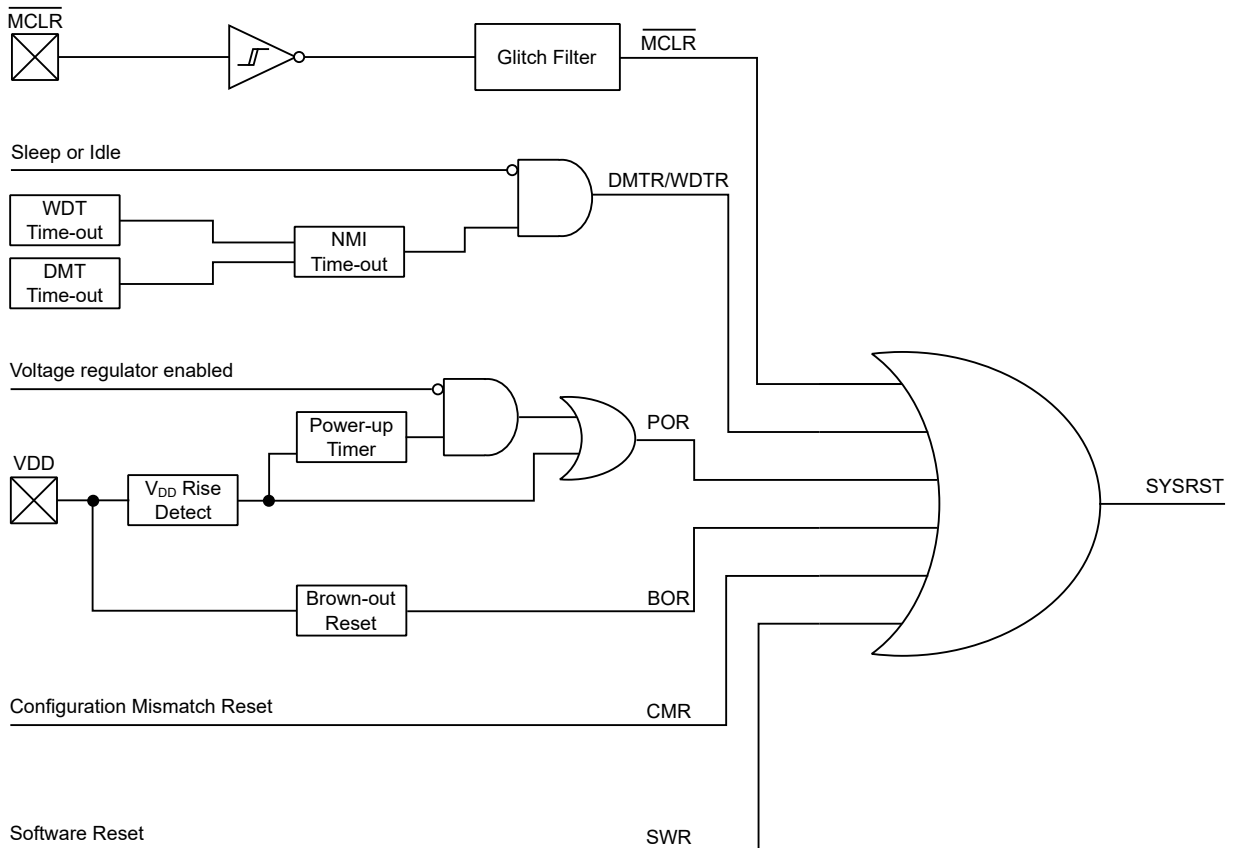 MCLR
Glitch Filter
MCLR
Sleep or Idle
DMTR/WDTR
WDT
Time-out
NMI
Time-out
DMT
Time-out
Voltage regulator enabled
Power-up
Timer
POR
VDD
VDD Rise
Detect
SYSRST
Brown-out
Reset
BOR
Configuration Mismatch Reset
CMR
Software Reset
SWR